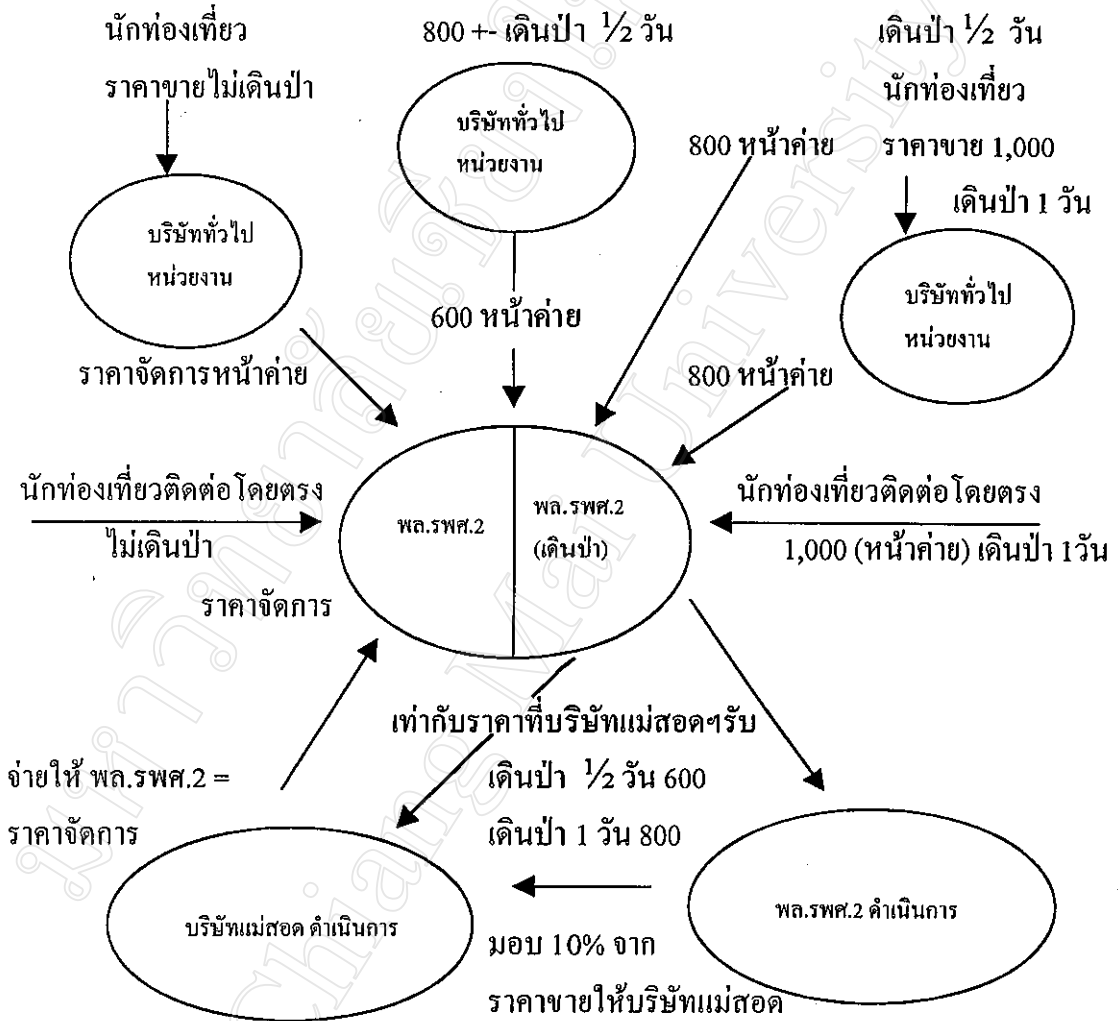 นักท่องเที่ยว
ราคาขายไม่เดินป่า
บริษัททั่วไป
หน่วยงาน
ราคาจัดการหน้าค่าย
800 +- เดินป่า ½ วัน
บริษัททั่วไป
หน่วยงาน
600 หน้าค่าย
เดินป่า ½ วัน
นักท่องเที่ยว
800 หน้าค่าย
ราคาขาย 1,000
เดินป่า 1 วัน
บริษัททั่วไป
หน่วยงาน
800 หน้าค่าย
นักท่องเที่ยวติดต่อโดยตรง
ไม่เดินป่า
ราคาจัดการ
พล.รพศ.2
พล.รพศ.2
(เดินป่า)
นักท่องเที่ยวติดต่อโดยตรง
1,000 (หน้าค่าย) เดินป่า 1วัน
เท่ากับราคาที่บริษัทแม่สอดฯรับ
เดินป่า ½ วัน 600
เดินป่า 1 วัน 800
จ่ายให้ พล.รพศ.2 =
ราคาจัดการ
บริษัทแม่สอด ดำเนินการ
พล.รพศ.2 ดำเนินการ
มอบ 10% จาก
ราคาขายให้บริษัทแม่สอด
Chiang Mai University